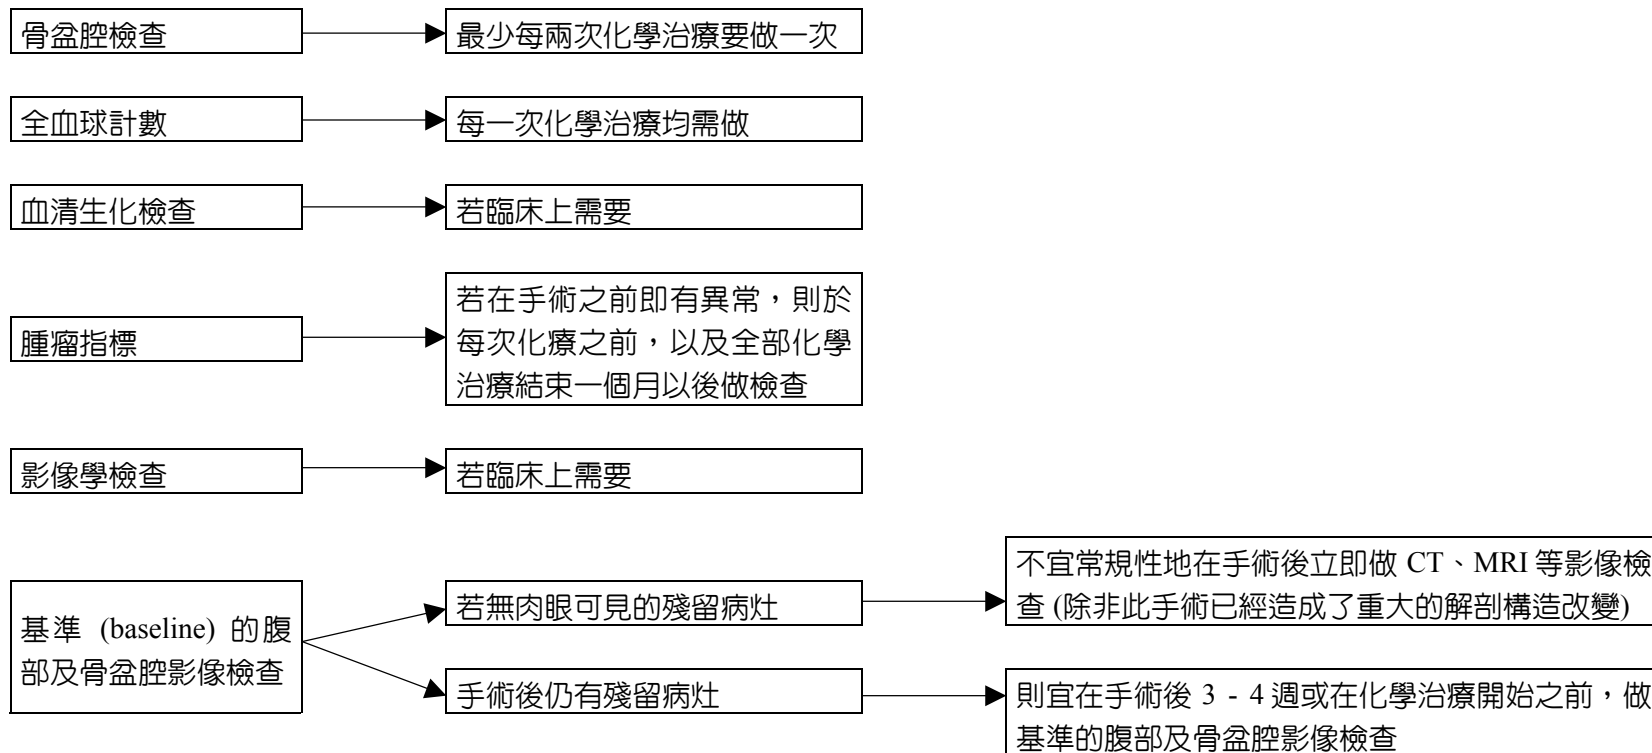 骨盆腔檢查
最少每兩次化學治療要做一次
全血球計數
每一次化學治療均需做
血清生化檢查
若臨床上需要
腫瘤指標
若在手術之前即有異常，則於
每次化療之前，以及全部化學
治療結束一個月以後做檢查
影像學檢查
若臨床上需要
基準 (baseline) 的腹
部及骨盆腔影像檢查
若無肉眼可見的殘留病灶
不宜常規性地在手術後立即做 CT、MRI 等影像檢
查 (除非此手術已經造成了重大的解剖構造改變)
手術後仍有殘留病灶
則宜在手術後 3 - 4 週或在化學治療開始之前，做
基準的腹部及骨盆腔影像檢查